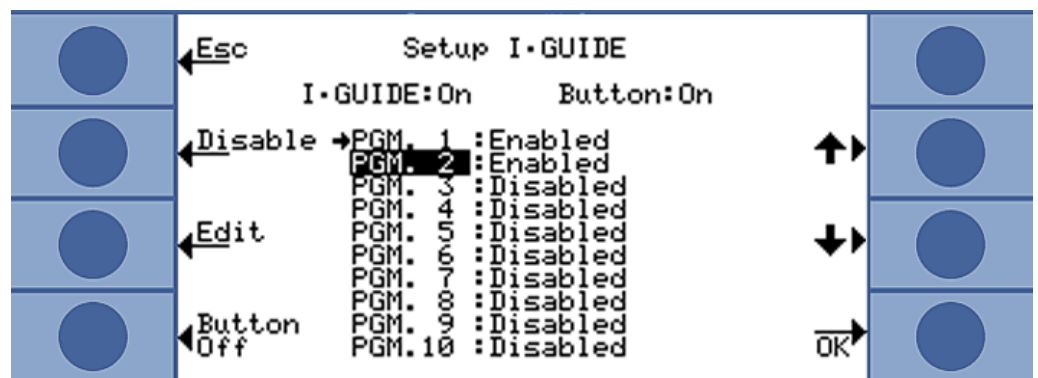 Esc Setup I·GUIDE
I·GUIDE:On Button:On
Disable ➔PGM. 1 :Enabled
PGM. 2 :Enabled
PGM. 3 :Disabled
PGM. 4 :Disabled
Edit PGM. 5 :Disabled
PGM. 6 :Disabled
PGM. 7 :Disabled
PGM. 8 :Disabled
Button PGM. 9 :Disabled
Off PGM.10 :Disabled OK